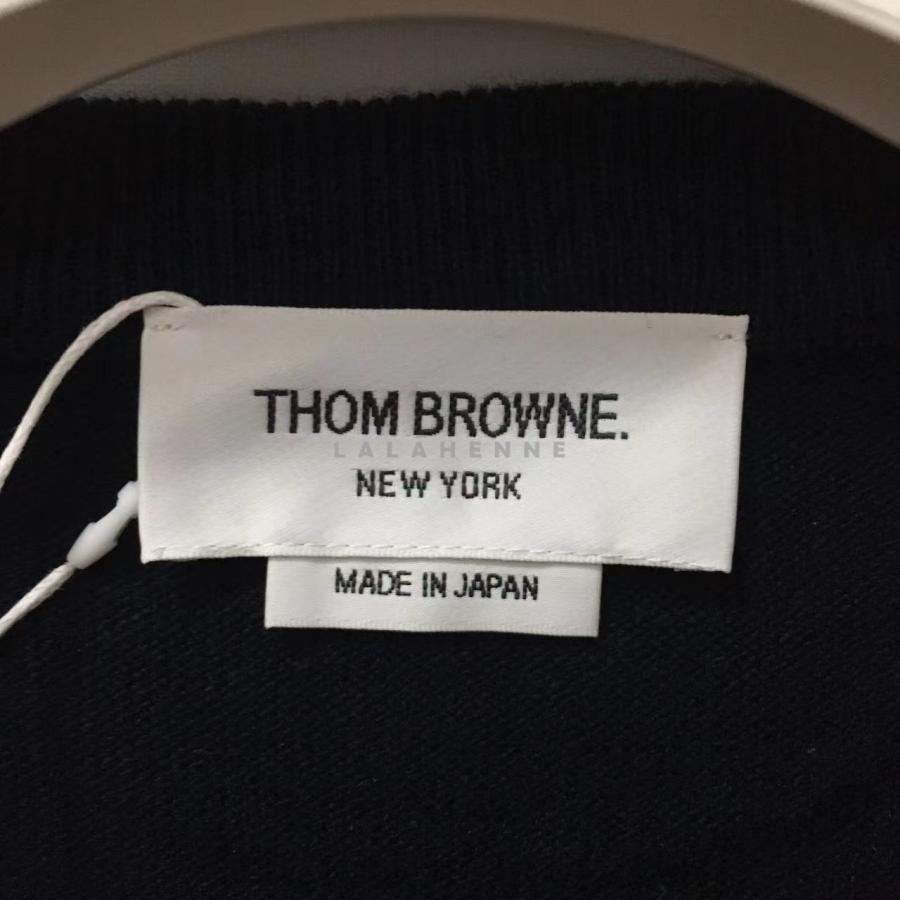 THOM BROWNE.
LALAHENNE
NEW YORK
MADE IN JAPAN